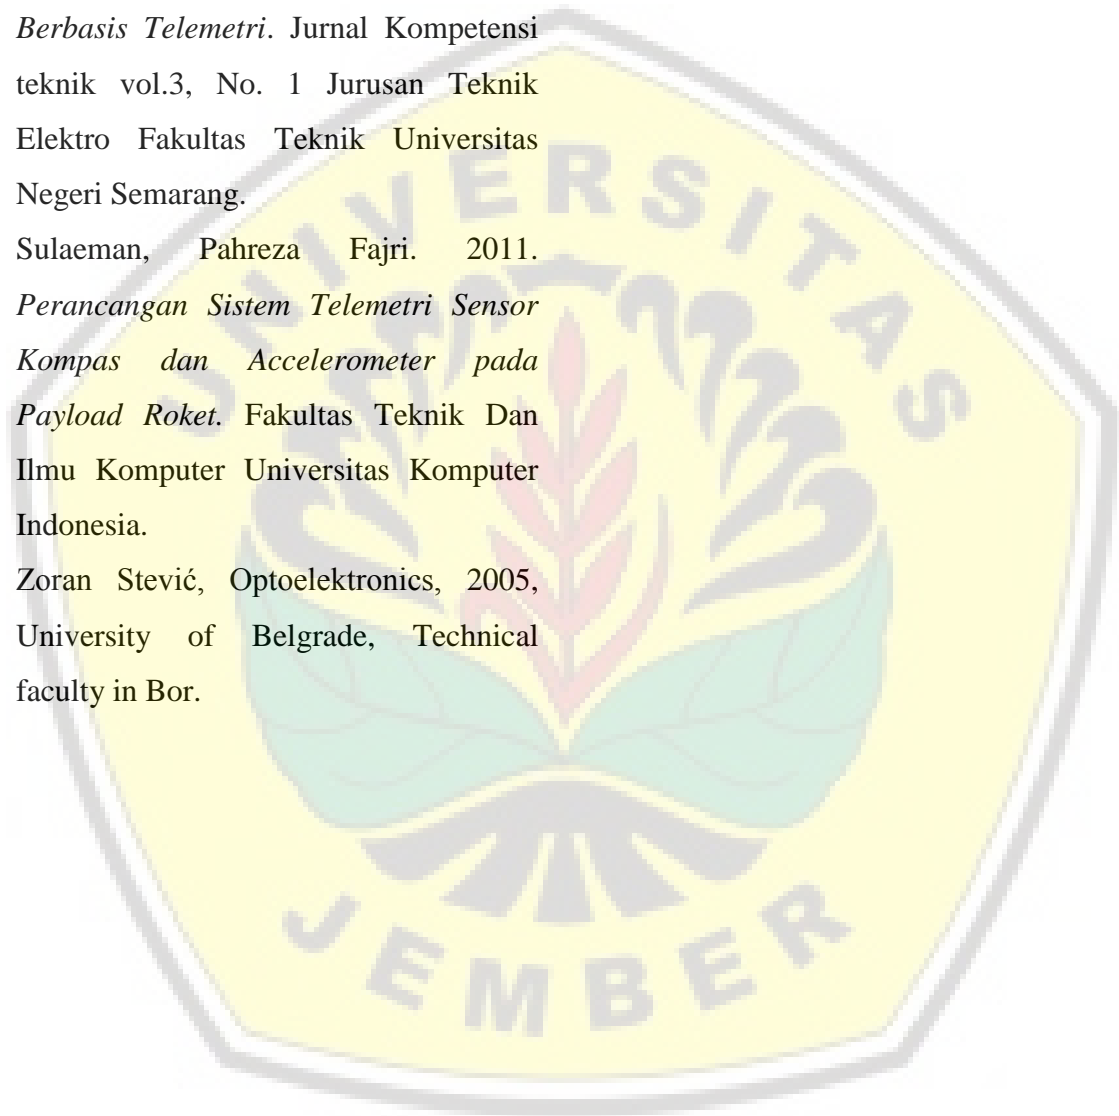 Berbasis Telemetri. Jurnal Kompetensi
teknik vol.3, No. 1 Jurusan Teknik
Elektro Fakultas Teknik Universitas
Negeri Semarang.
Sulaeman, Pahreza Fajri. 2011.
Perancangan Sistem Telemetri Sensor
Kompas dan Accelerometer pada
Payload Roket. Fakultas Teknik Dan
Ilmu Komputer Universitas Komputer
Indonesia.
Zoran Stević, Optoelektronics, 2005,
University of Belgrade, Technical
faculty in Bor.
UNIVERSITAS
JEMBER